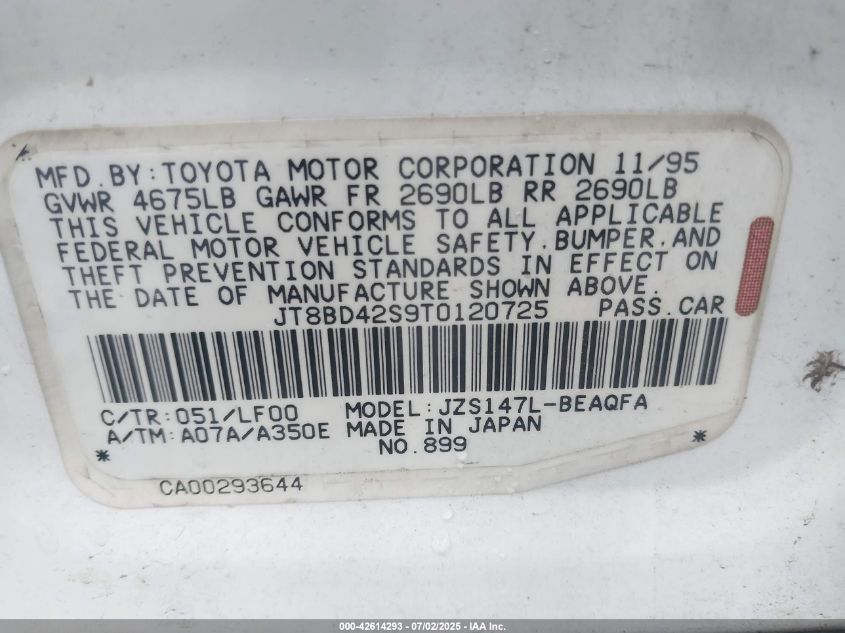 MFD.BY:TOYOTA MOTOR CORPORATION 11/95
GVWR 4675LB GAWR FR 2690LB RR 2690LB
THIS VEHICLE CONFORMS TO ALL APPLICABLE
FEDERAL MOTOR VEHICLE SAFETY.BUMPER.AND
THEFT PREVENTION STANDARDS IN EFFECT ON
THE DATE OF MANUFACTURE SHOWN ABOVE.
JT8BD42S9T0120725 PASS.CAR
C/TR:051/LF00 MODEL:JZS147L-BEAQFA
A/TM:A07A/A350E MADE IN JAPAN
NO.899
CA00293644
000-42614293 - 07/02/2025 - IAA Inc.